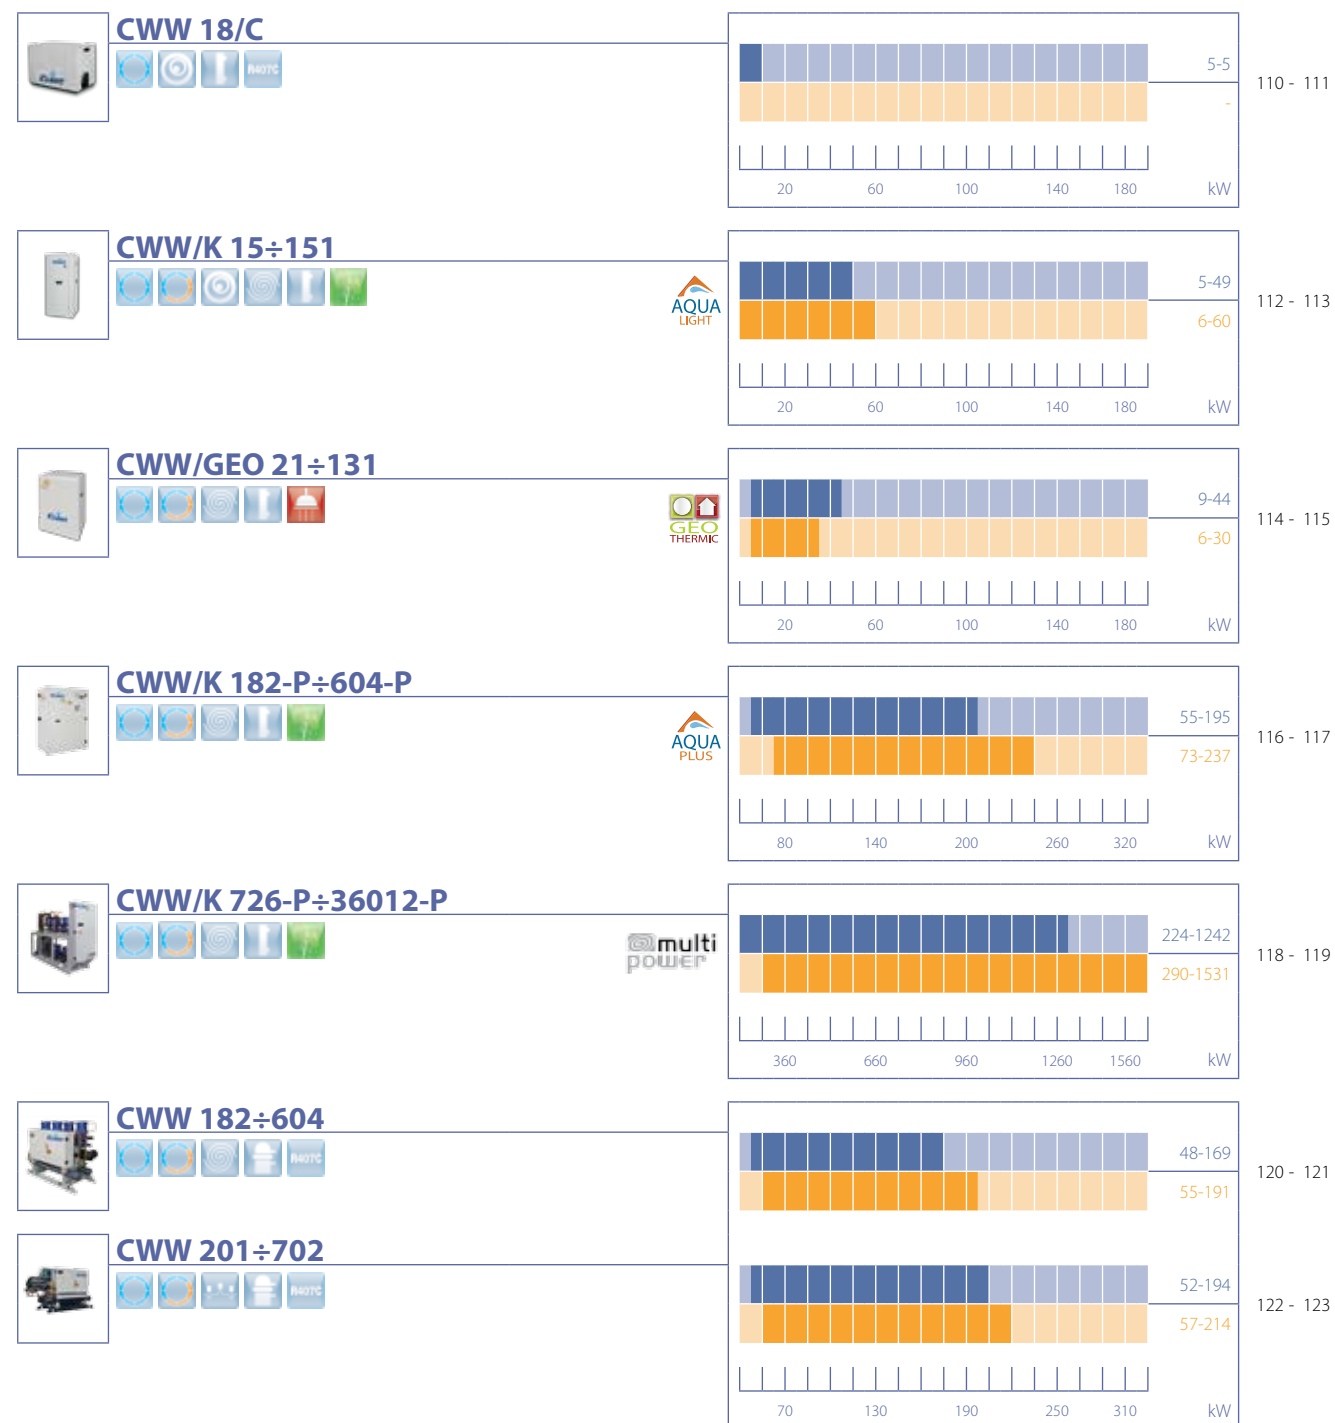 CWW 18/C
R407C
5-5
-
110 - 111
20 60 100 140 180 kW
CWW/K 15÷151
AQUA
LIGHT
5-49
6-60
112 - 113
20 60 100 140 180 kW
CWW/GEO 21÷131
GEO
THERMIC
9-44
6-30
114 - 115
20 60 100 140 180 kW
CWW/K 182-P÷604-P
AQUA
PLUS
55-195
73-237
116 - 117
80 140 200 260 320 kW
CWW/K 726-P÷36012-P
multi
power
224-1242
290-1531
118 - 119
360 660 960 1260 1560 kW
CWW 182÷604
R407C
48-169
55-191
120 - 121
CWW 201÷702
R407C
52-194
57-214
122 - 123
70 130 190 250 310 kW